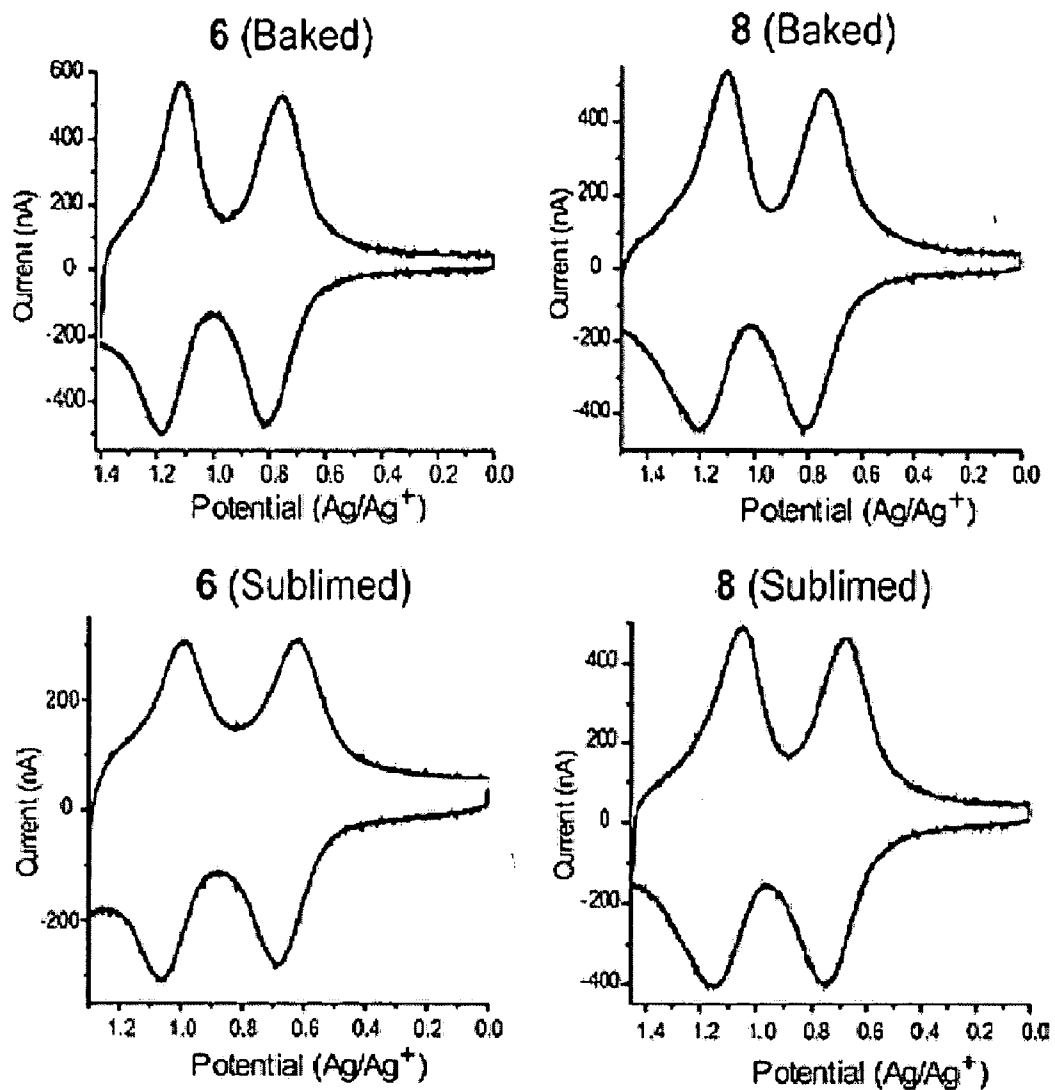 6 (Baked)
600
400
200
0
-200
-400
Current (nA)
1.4 1.2 1.0 0.8 0.6 0.4 0.2 0.0
Potential (Ag/Ag⁺)
8 (Baked)
400
200
0
-200
-400
Current (nA)
1.4 1.2 1.0 0.8 0.6 0.4 0.2 0.0
Potential (Ag/Ag⁺)
6 (Sublimed)
200
0
-200
Current (nA)
1.2 1.0 0.8 0.6 0.4 0.2 0.0
Potential (Ag/Ag⁺)
8 (Sublimed)
400
200
0
-200
-400
Current (nA)
1.4 1.2 1.0 0.8 0.6 0.4 0.2 0.0
Potential (Ag/Ag⁺)